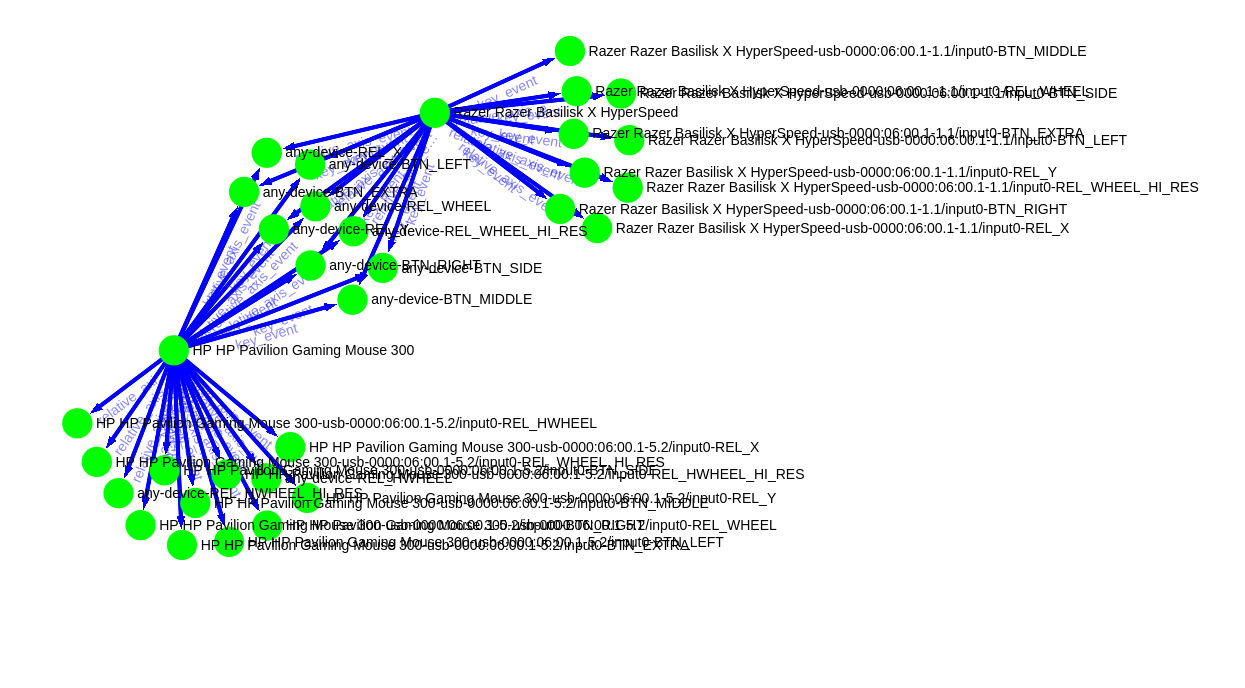 Razer Razer Basilisk X HyperSpeed-usb-0000:06:00.1-1.1/input0-BTN_MIDDLE
key_event
Razer Razer Basilisk X HyperSpeed-usb-0000:06:00.1-1.1/input0-REL_WHEEL
Razer Razer Basilisk X HyperSpeed-usb-0000:06:00.1-1.1/input0-BTN_SIDE
Razer Razer Basilisk X HyperSpeed
Razer Razer Basilisk X HyperSpeed-usb-0000:06:00.1-1.1/input0-BTN_EXTRA
Razer Razer Basilisk X HyperSpeed-usb-0000:06:00.1-1.1/input0-BTN_LEFT
key_event
any-device-REL_X
any-device-BTN_LEFT
Razer Razer Basilisk X HyperSpeed-usb-0000:06:00.1-1.1/input0-REL_Y
Razer Razer Basilisk X HyperSpeed-usb-0000:06:00.1-1.1/input0-REL_WHEEL_HI_RES
any-device-BTN_EXTRA
any-device-REL_WHEEL
Razer Razer Basilisk X HyperSpeed-usb-0000:06:00.1-1.1/input0-BTN_RIGHT
any-device-REL_Y
any-device-REL_WHEEL_HI_RES
Razer Razer Basilisk X HyperSpeed-usb-0000:06:00.1-1.1/input0-REL_X
any-device-BTN_RIGHT
any-device-BTN_SIDE
any-device-BTN_MIDDLE
key_event
HP HP Pavilion Gaming Mouse 300
HP HP Pavilion Gaming Mouse 300-usb-0000:06:00.1-5.2/input0-REL_HWHEEL
HP HP Pavilion Gaming Mouse 300-usb-0000:06:00.1-5.2/input0-REL_X
HP HP Pavilion Gaming Mouse 300-usb-0000:06:00.1-5.2/input0-REL_WHEEL_HI_RES
HP HP Pavilion Gaming Mouse 300-usb-0000:06:00.1-5.2/input0-BTN_SIDE
HP HP Pavilion Gaming Mouse 300-usb-0000:06:00.1-5.2/input0-REL_HWHEEL_HI_RES
any-device-REL_HWHEEL
any-device-REL_HWHEEL_HI_RES
HP HP Pavilion Gaming Mouse 300-usb-0000:06:00.1-5.2/input0-REL_Y
HP HP Pavilion Gaming Mouse 300-usb-0000:06:00.1-5.2/input0-BTN_MIDDLE
HP HP Pavilion Gaming Mouse 300-usb-0000:06:00.1-5.2/input0-BTN_RIGHT
HP HP Pavilion Gaming Mouse 300-usb-0000:06:00.1-5.2/input0-REL_WHEEL
HP HP Pavilion Gaming Mouse 300-usb-0000:06:00.1-5.2/input0-BTN_LEFT
HP HP Pavilion Gaming Mouse 300-usb-0000:06:00.1-5.2/input0-BTN_EXTRA